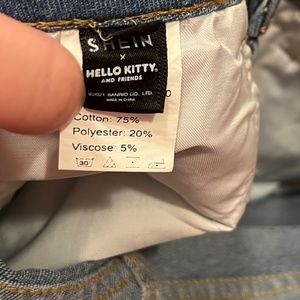 SHEIN
×
HELLO KITTY
AND FRIENDS
©2021 SANRIO CO., LTD.
MADE IN CHINA
Cotton: 75%
Polyester: 20%
Viscose: 5%
30